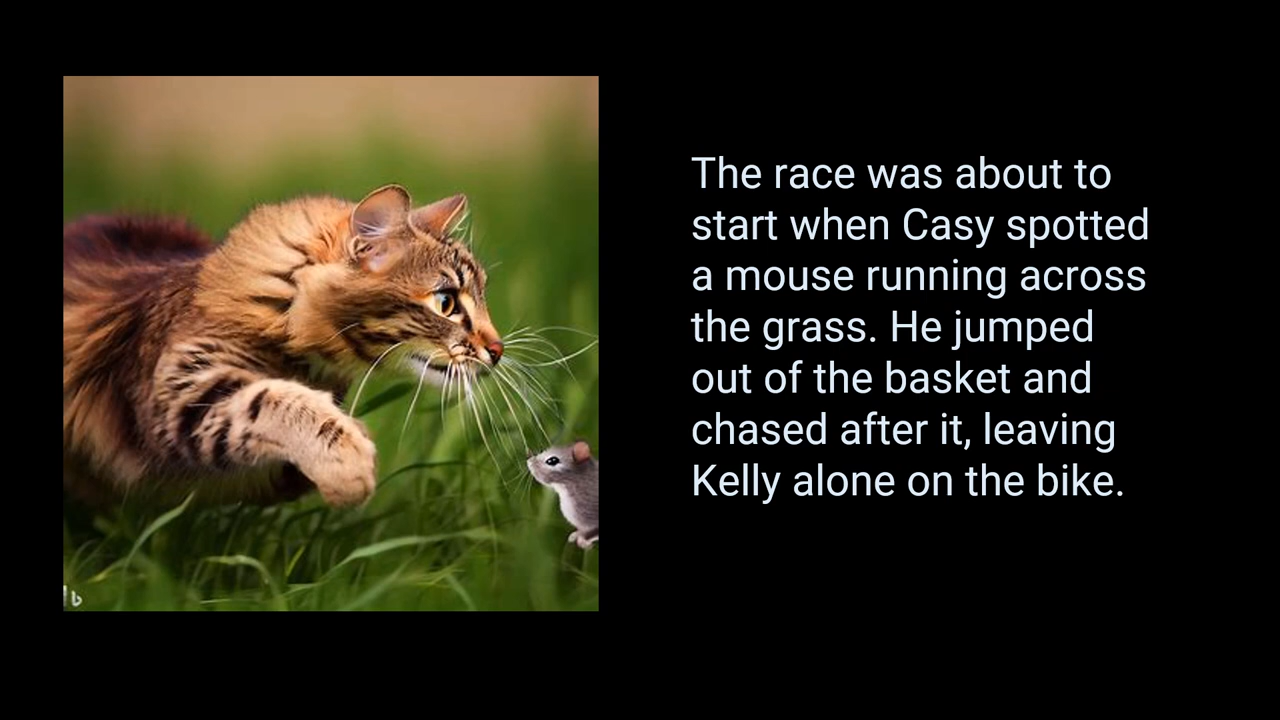 The race was about to
start when Casy spotted
a mouse running across
the grass. He jumped
out of the basket and
chased after it, leaving
Kelly alone on the bike.
b